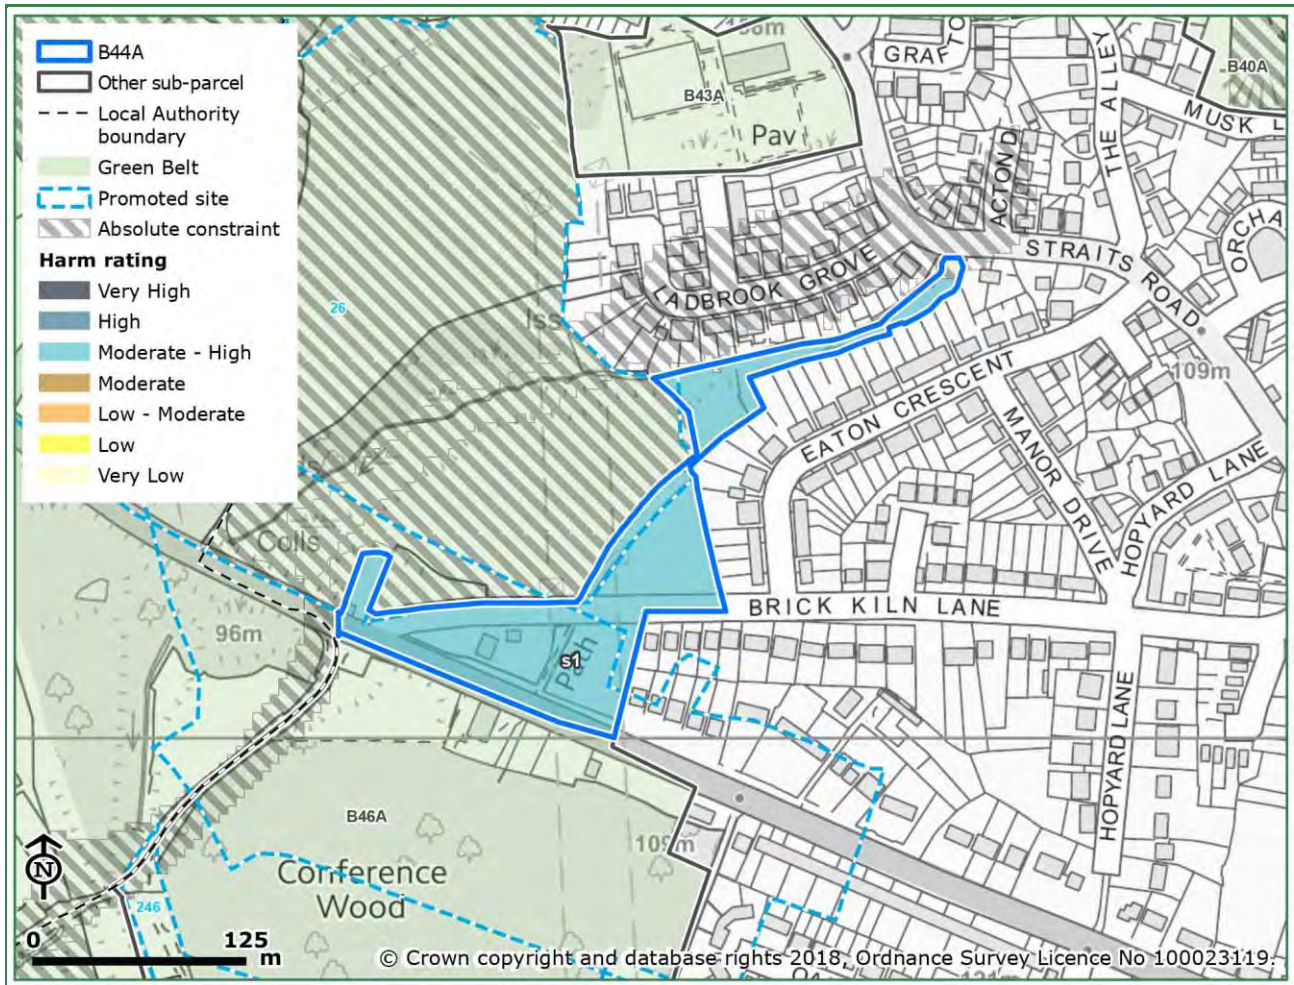 B44A
Other sub-parcel
Local Authority
boundary
Green Belt
Promoted site
Absolute constraint
Harm rating
Very High
High
Moderate - High
Moderate
Low - Moderate
Low
Very Low
B43A
Pav
GRAFTO
THE ALLEY
B40A
MUSK L
ACTON D
STRAITS ROAD
ORCHA
LADBROOK GROVE
26
Iss
109m
EATON CRESCENT
MANOR DRIVE
HOPYARD LANE
Colls
BRICK KILN LANE
96m
s1
Path
HOPYARD LANE
B46A
109m
Conference
Wood
246
N
0 125
m
© Crown copyright and database rights 2018, Ordnance Survey Licence No 100023119.